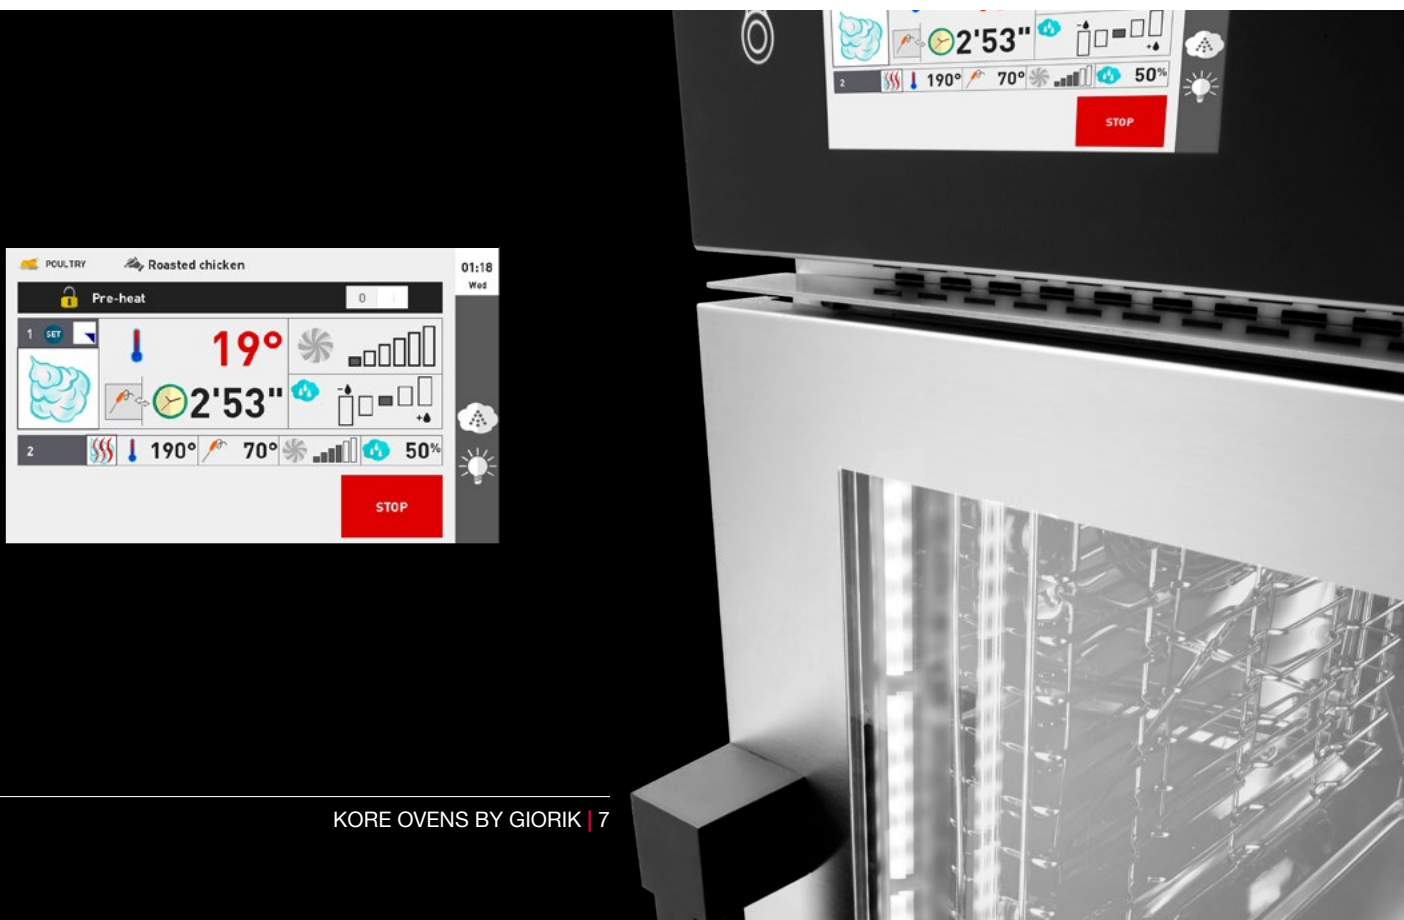 2'53"
2 190° 70° 50%
STOP
POULTRY Roasted chicken 01:18
Wed
Pre-heat 0
1 SET 19°
2'53"
2 190° 70° 50%
STOP
KORE OVENS BY GIORIK | 7